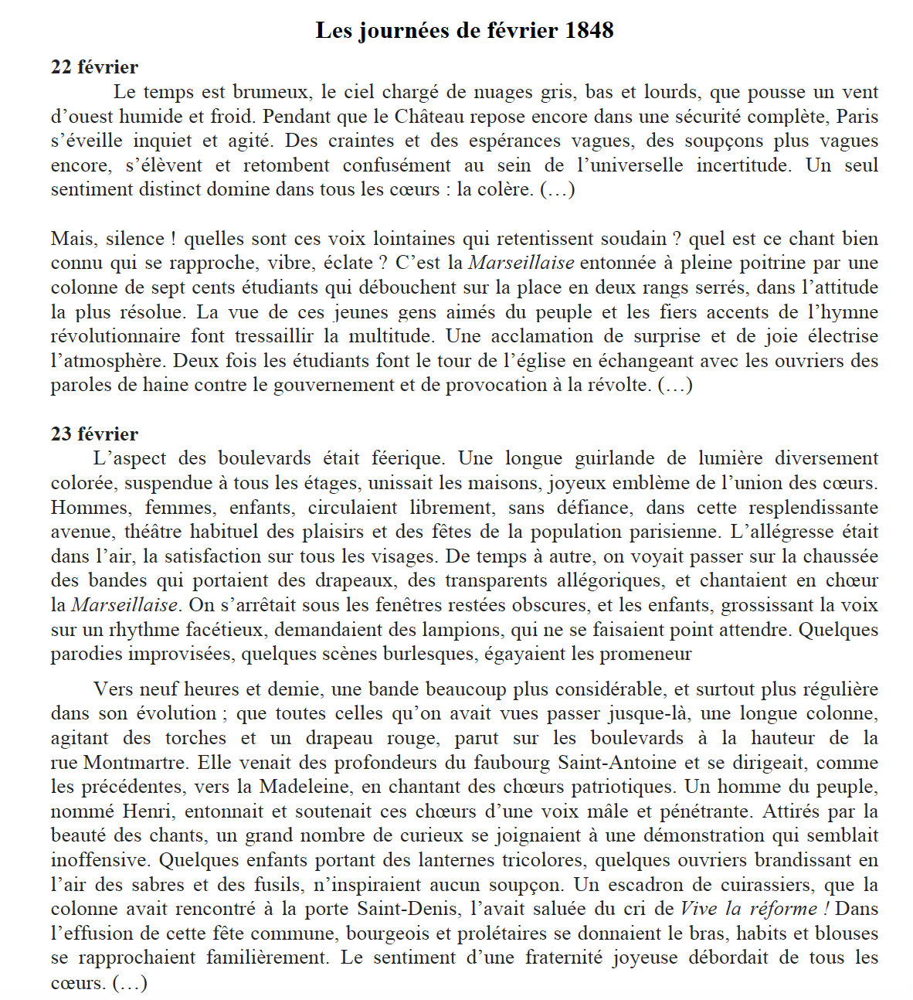 Les journées de février 1848
22 février
Le temps est brumeux, le ciel chargé de nuages gris, bas et lourds, que pousse un vent
d’ouest humide et froid. Pendant que le Château repose encore dans une sécurité complète, Paris
s’éveille inquiet et agité. Des craintes et des espérances vagues, des soupçons plus vagues
encore, s’élèvent et retombent confusément au sein de l’universelle incertitude. Un seul
sentiment distinct domine dans tous les cœurs : la colère. (…)
Mais, silence ! quelles sont ces voix lointaines qui retentissent soudain ? quel est ce chant bien
connu qui se rapproche, vibre, éclate ? C’est la Marseillaise entonnée à pleine poitrine par une
colonne de sept cents étudiants qui débouchent sur la place en deux rangs serrés, dans l’attitude
la plus résolue. La vue de ces jeunes gens aimés du peuple et les fiers accents de l’hymne
révolutionnaire font tressaillir la multitude. Une acclamation de surprise et de joie électrise
l’atmosphère. Deux fois les étudiants font le tour de l’église en échangeant avec les ouvriers des
paroles de haine contre le gouvernement et de provocation à la révolte. (…)
23 février
L’aspect des boulevards était féerique. Une longue guirlande de lumière diversement
colorée, suspendue à tous les étages, unissait les maisons, joyeux emblème de l’union des cœurs.
Hommes, femmes, enfants, circulaient librement, sans défiance, dans cette resplendissante
avenue, théâtre habituel des plaisirs et des fêtes de la population parisienne. L’allégresse était
dans l’air, la satisfaction sur tous les visages. De temps à autre, on voyait passer sur la chaussée
des bandes qui portaient des drapeaux, des transparents allégoriques, et chantaient en chœur
la Marseillaise. On s’arrêtait sous les fenêtres restées obscures, et les enfants, grossissant la voix
sur un rhythme facétieux, demandaient des lampions, qui ne se faisaient point attendre. Quelques
parodies improvisées, quelques scènes burlesques, égayaient les promeneur
Vers neuf heures et demie, une bande beaucoup plus considérable, et surtout plus régulière
dans son évolution ; que toutes celles qu’on avait vues passer jusque-là, une longue colonne,
agitant des torches et un drapeau rouge, parut sur les boulevards à la hauteur de la
rue Montmartre. Elle venait des profondeurs du faubourg Saint-Antoine et se dirigeait, comme
les précédentes, vers la Madeleine, en chantant des chœurs patriotiques. Un homme du peuple,
nommé Henri, entonnait et soutenait ces chœurs d’une voix mâle et pénétrante. Attirés par la
beauté des chants, un grand nombre de curieux se joignaient à une démonstration qui semblait
inoffensive. Quelques enfants portant des lanternes tricolores, quelques ouvriers brandissant en
l’air des sabres et des fusils, n’inspiraient aucun soupçon. Un escadron de cuirassiers, que la
colonne avait rencontré à la porte Saint-Denis, l’avait saluée du cri de Vive la réforme ! Dans
l’effusion de cette fête commune, bourgeois et prolétaires se donnaient le bras, habits et blouses
se rapprochaient familièrement. Le sentiment d’une fraternité joyeuse débordait de tous les
cœurs. (…)